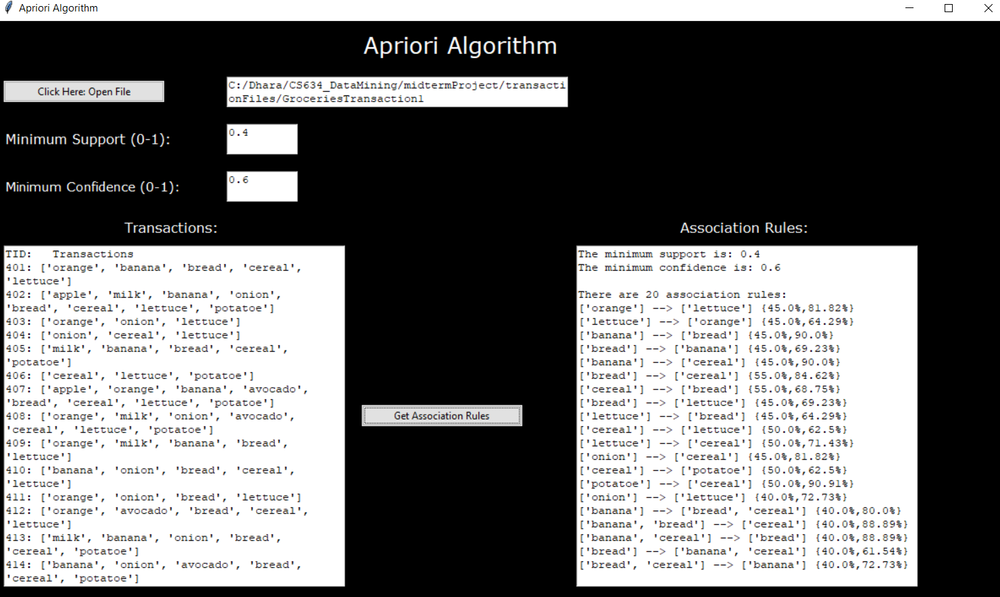 Apriori Algorithm
Apriori Algorithm
Click Here: Open File
C:/Dhara/CS634_DataMining/midtermProject/transacti
onFiles/GroceriesTransaction1
Minimum Support (0-1):
0.4
Minimum Confidence (0-1):
0.6
Transactions:
TID:   Transactions
401: ['orange', 'banana', 'bread', 'cereal',
'lettuce']
402: ['apple', 'milk', 'banana', 'onion',
'bread', 'cereal', 'lettuce', 'potatoe']
403: ['orange', 'onion', 'lettuce']
404: ['onion', 'cereal', 'lettuce']
405: ['milk', 'banana', 'bread', 'cereal',
'potatoe']
406: ['cereal', 'lettuce', 'potatoe']
407: ['apple', 'orange', 'banana', 'avocado',
'bread', 'cereal', 'lettuce', 'potatoe']
408: ['orange', 'milk', 'onion', 'avocado',
'cereal', 'lettuce', 'potatoe']
409: ['orange', 'milk', 'banana', 'bread',
'lettuce']
410: ['banana', 'onion', 'bread', 'cereal',
'lettuce']
411: ['orange', 'onion', 'bread', 'lettuce']
412: ['orange', 'avocado', 'bread', 'cereal',
'lettuce']
413: ['milk', 'banana', 'onion', 'bread',
'cereal', 'potatoe']
414: ['banana', 'onion', 'avocado', 'bread',
'cereal', 'potatoe']
Get Association Rules
Association Rules:
The minimum support is: 0.4
The minimum confidence is: 0.6
There are 20 association rules:
['orange'] --> ['lettuce'] {45.0%,81.82%}
['lettuce'] --> ['orange'] {45.0%,64.29%}
['banana'] --> ['bread'] {45.0%,90.0%}
['bread'] --> ['banana'] {45.0%,69.23%}
['banana'] --> ['cereal'] {45.0%,90.0%}
['bread'] --> ['cereal'] {55.0%,84.62%}
['cereal'] --> ['bread'] {55.0%,68.75%}
['bread'] --> ['lettuce'] {45.0%,69.23%}
['lettuce'] --> ['bread'] {45.0%,64.29%}
['cereal'] --> ['lettuce'] {50.0%,62.5%}
['lettuce'] --> ['cereal'] {50.0%,71.43%}
['onion'] --> ['cereal'] {45.0%,81.82%}
['cereal'] --> ['potatoe'] {50.0%,62.5%}
['potatoe'] --> ['cereal'] {50.0%,90.91%}
['onion'] --> ['lettuce'] {40.0%,72.73%}
['banana'] --> ['bread', 'cereal'] {40.0%,80.0%}
['banana', 'bread'] --> ['cereal'] {40.0%,88.89%}
['banana', 'cereal'] --> ['bread'] {40.0%,88.89%}
['bread'] --> ['banana', 'cereal'] {40.0%,61.54%}
['bread', 'cereal'] --> ['banana'] {40.0%,72.73%}